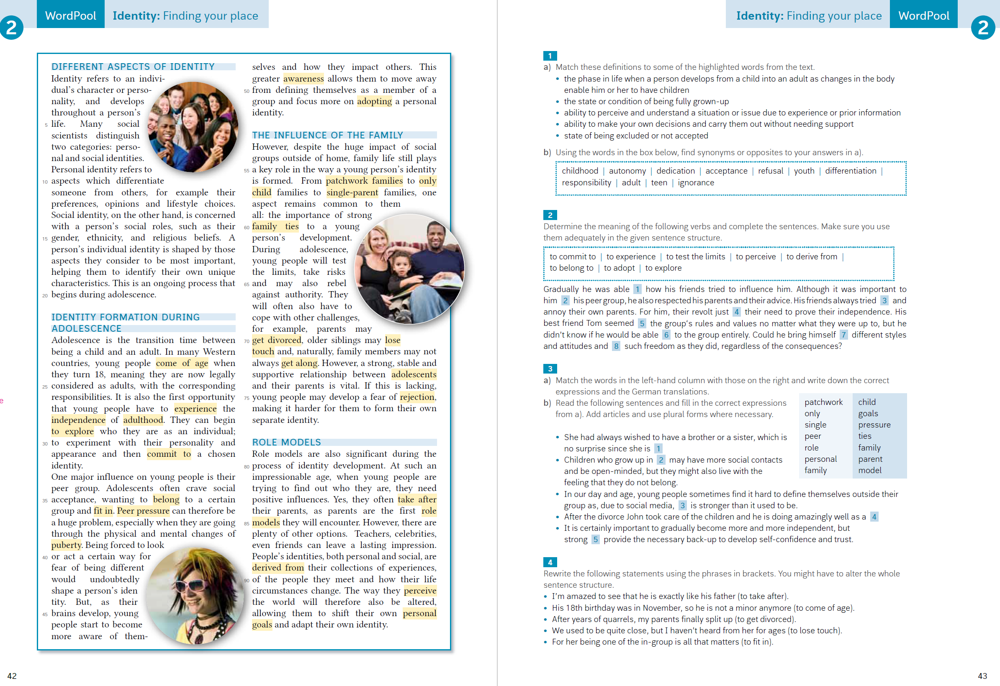 2
WordPool
Identity: Finding your place
DIFFERENT ASPECTS OF IDENTITY
Identity refers to an indivi-
dual's character or perso-
nality, and develops
throughout a person's
5 life. Many social
scientists distinguish
two categories: perso-
nal and social identities.
Personal identity refers to
10 aspects which differentiate
someone from others, for example their
preferences, opinions and lifestyle choices.
Social identity, on the other hand, is concerned
with a person's social roles, such as their
15 gender, ethnicity, and religious beliefs. A
person's individual identity is shaped by those
aspects they consider to be most important,
helping them to identify their own unique
characteristics. This is an ongoing process that
20 begins during adolescence.
IDENTITY FORMATION DURING
ADOLESCENCE
Adolescence is the transition time between
being a child and an adult. In many Western
countries, young people come of age when
they turn 18, meaning they are now legally
25 considered as adults, with the corresponding
responsibilities. It is also the first opportunity
that young people have to experience the
independence of adulthood. They can begin
to explore who they are as an individual;
30 to experiment with their personality and
appearance and then commit to a chosen
identity.
One major influence on young people is their
peer group. Adolescents often crave social
35 acceptance, wanting to belong to a certain
group and fit in. Peer pressure can therefore be
a huge problem, especially when they are going
through the physical and mental changes of
puberty. Being forced to look
40 or act a certain way for
fear of being different
would undoubtedly
shape a person's iden
tity. But, as their
45 brains develop, young
people start to become
more aware of them-
selves and how they impact others. This
greater awareness allows them to move away
50 from defining themselves as a member of a
group and focus more on adopting a personal
identity.
THE INFLUENCE OF THE FAMILY
However, despite the huge impact of social
groups outside of home, family life still plays
55 a key role in the way a young person's identity
is formed. From patchwork families to only
child families to single-parent families, one
aspect remains common to them
all: the importance of strong
60 family ties to a young
person's development.
During adolescence,
young people will test
the limits, take risks
65 and may also rebel
against authority. They
will often also have to
cope with other challenges,
for example, parents may
70 get divorced, older siblings may lose
touch and, naturally, family members may not
always get along. However, a strong, stable and
supportive relationship between adolescents
and their parents is vital. If this is lacking,
75 young people may develop a fear of rejection,
making it harder for them to form their own
separate identity.
ROLE MODELS
Role models are also significant during the
80 process of identity development. At such an
impressionable age, when young people are
trying to find out who they are, they need
positive influences. Yes, they often take after
their parents, as parents are the first role
85 models they will encounter. However, there are
plenty of other options. Teachers, celebrities,
even friends can leave a lasting impression.
People's identities, both personal and social, are
derived from their collections of experiences,
90 of the people they meet and how their life
circumstances change. The way they perceive
the world will therefore also be altered,
allowing them to shift their own personal
goals and adapt their own identity.
e
42
Identity: Finding your place
WordPool
2
1
a) Match these definitions to some of the highlighted words from the text.
• the phase in life when a person develops from a child into an adult as changes in the body
enable him or her to have children
• the state or condition of being fully grown-up
• ability to perceive and understand a situation or issue due to experience or prior information
• ability to make your own decisions and carry them out without needing support
• state of being excluded or not accepted
b) Using the words in the box below, find synonyms or opposites to your answers in a).
childhood | autonomy | dedication | acceptance | refusal | youth | differentiation |
responsibility | adult | teen | ignorance
2
Determine the meaning of the following verbs and complete the sentences. Make sure you use
them adequately in the given sentence structure.
to commit to | to experience | to test the limits | to perceive | to derive from |
to belong to | to adopt | to explore
Gradually he was able 1 how his friends tried to influence him. Although it was important to
him 2 his peer group, he also respected his parents and their advice. His friends always tried 3 and
annoy their own parents. For him, their revolt just 4 their need to prove their independence. His
best friend Tom seemed 5 the group's rules and values no matter what they were up to, but he
didn't know if he would be able 6 to the group entirely. Could he bring himself 7 different styles
and attitudes and 8 such freedom as they did, regardless of the consequences?
3
a) Match the words in the left-hand column with those on the right and write down the correct
expressions and the German translations.
b) Read the following sentences and fill in the correct expressions
from a). Add articles and use plural forms where necessary.
patchwork child
only goals
single pressure
peer ties
role family
personal parent
family model
• She had always wished to have a brother or a sister, which is
no surprise since she is 1
• Children who grow up in 2 may have more social contacts
and be open-minded, but they might also live with the
feeling that they do not belong.
• In our day and age, young people sometimes find it hard to define themselves outside their
group as, due to social media, 3 is stronger than it used to be.
• After the divorce John took care of the children and he is doing amazingly well as a 4
• It is certainly important to gradually become more and more independent, but
strong 5 provide the necessary back-up to develop self-confidence and trust.
4
Rewrite the following statements using the phrases in brackets. You might have to alter the whole
sentence structure.
• I'm amazed to see that he is exactly like his father (to take after).
• His 18th birthday was in November, so he is not a minor anymore (to come of age).
• After years of quarrels, my parents finally split up (to get divorced).
• We used to be quite close, but I haven't heard from her for ages (to lose touch).
• For her being one of the in-group is all that matters (to fit in).
43